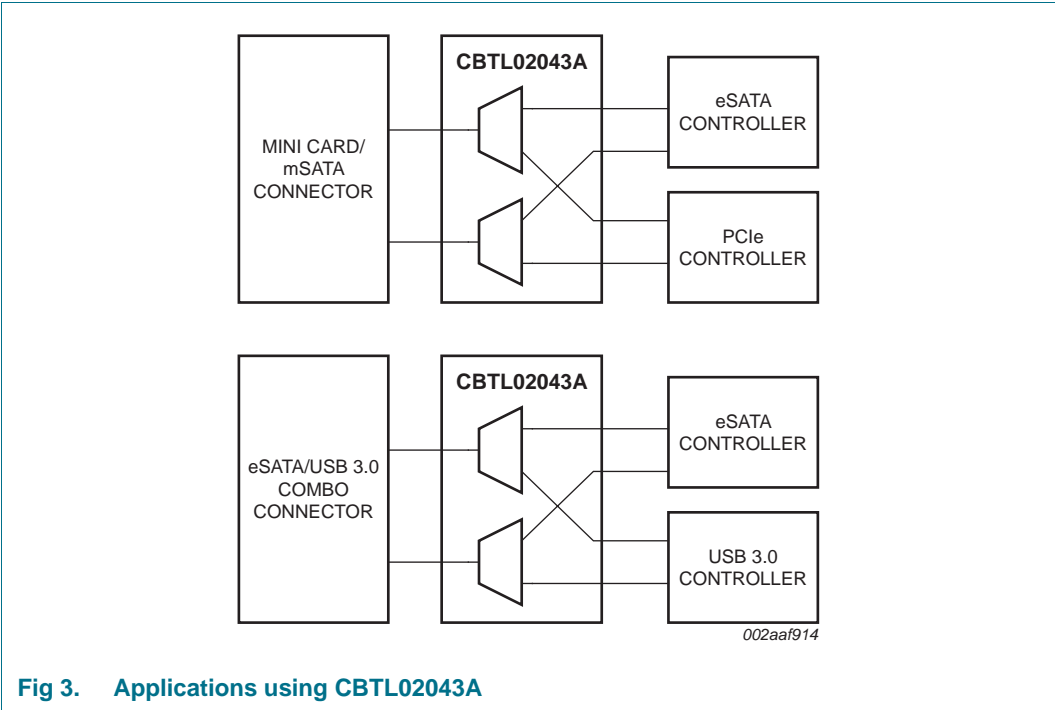 CBTL02043A
MINI CARD/
mSATA
CONNECTOR
eSATA
CONTROLLER
PCIe
CONTROLLER
CBTL02043A
eSATA/USB 3.0
COMBO
CONNECTOR
eSATA
CONTROLLER
USB 3.0
CONTROLLER
002aaf914
Fig 3. Applications using CBTL02043A